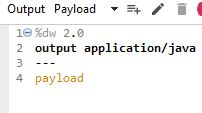 Output Payload
1 %dw 2.0
2 output application/java
3 ---
4 payload